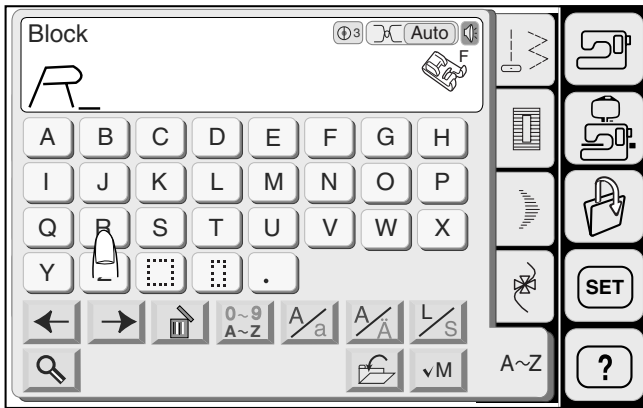 Block 3 Auto
R_ F
A B C D E F G H
I J K L M N O P
Q R S T U V W X
Y Z .
0~9
A~Z A/a A/Ä L/S
√M A~Z
SET
?